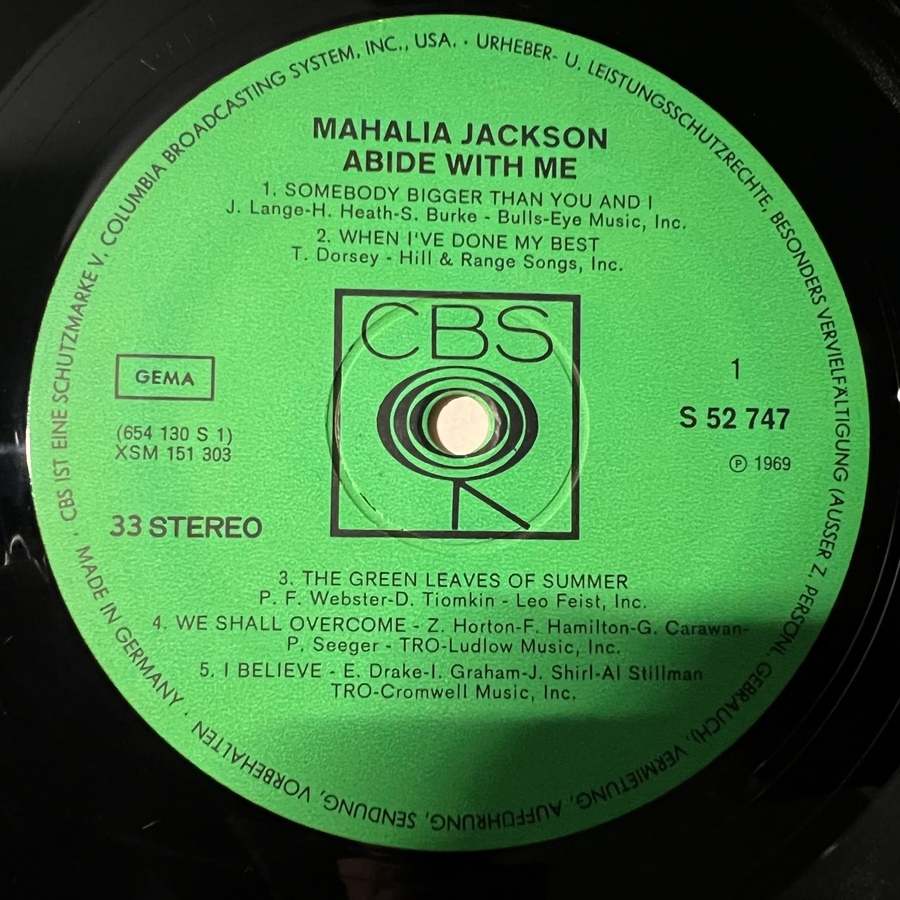 CBS IST EINE SCHUTZMARKE V. COLUMBIA BROADCASTING SYSTEM, INC., USA. · URHEBER- U. LEISTUNGSSCHUTZRECHTE, BESONDERS VERVIELFÄLTIGUNG (AUSSER Z. PERSÖNL. GEBRAUCH), VERMIETUNG, AUFFÜHRUNG, SENDUNG, VORBEHALTEN · MADE IN GERMANY ·
MAHALIA JACKSON
ABIDE WITH ME
1. SOMEBODY BIGGER THAN YOU AND I
J. Lange-H. Heath-S. Burke - Bulls-Eye Music, Inc.
2. WHEN I'VE DONE MY BEST
T. Dorsey - Hill & Range Songs, Inc.
CBS
GEMA
(654 130 S 1)
XSM 151 303
33 STEREO
1
S 52 747
℗ 1969
3. THE GREEN LEAVES OF SUMMER
P. F. Webster-D. Tiomkin - Leo Feist, Inc.
4. WE SHALL OVERCOME - Z. Horton-F. Hamilton-G. Carawan-
P. Seeger - TRO-Ludlow Music, Inc.
5. I BELIEVE - E. Drake-I. Graham-J. Shirl-Al Stillman
TRO-Cromwell Music, Inc.